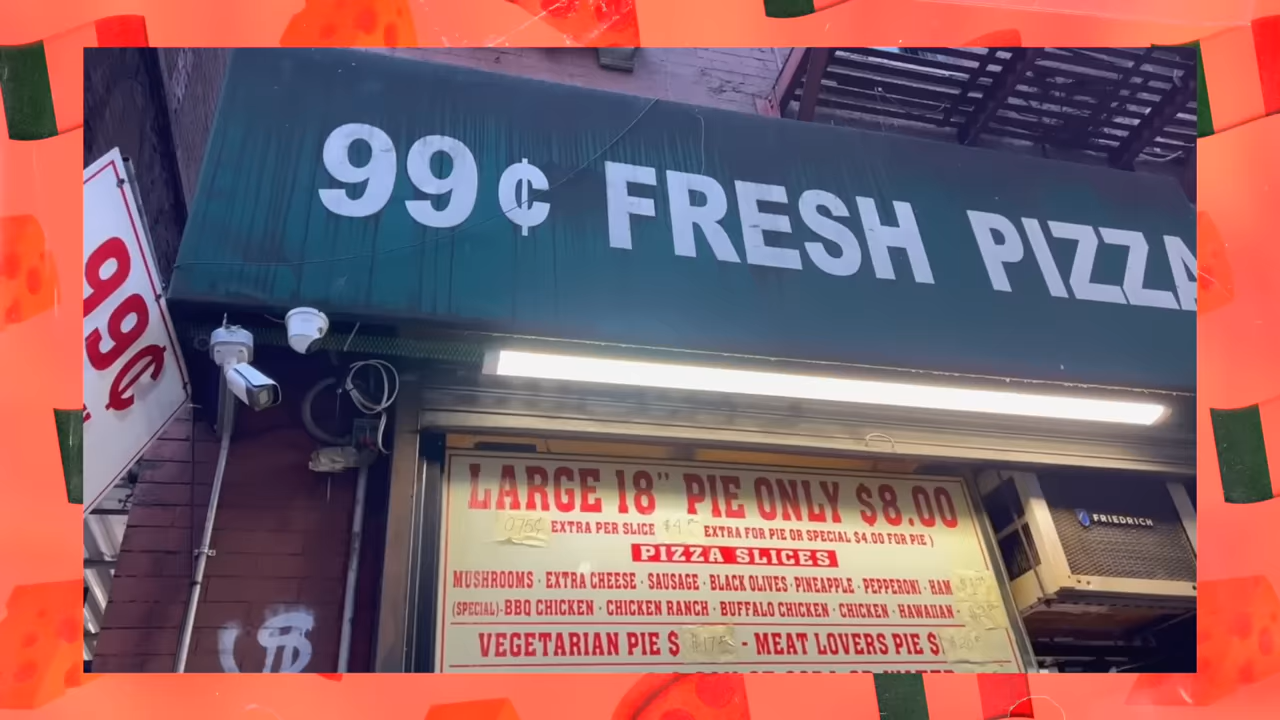 99¢ FRESH PIZZA
99¢
FRIEDRICH
LARGE 18" PIE ONLY $8.00
075¢ EXTRA PER SLICE $4 EXTRA FOR PIE OR SPECIAL $4.00 FOR PIE )
PIZZA SLICES
MUSHROOMS · EXTRA CHEESE · SAUSAGE · BLACK OLIVES · PINEAPPLE · PEPPERONI · HAM
(SPECIAL)-BBQ CHICKEN · CHICKEN RANCH · BUFFALO CHICKEN · CHICKEN · HAWAIIAN -
VEGETARIAN PIE $ - MEAT LOVERS PIE $